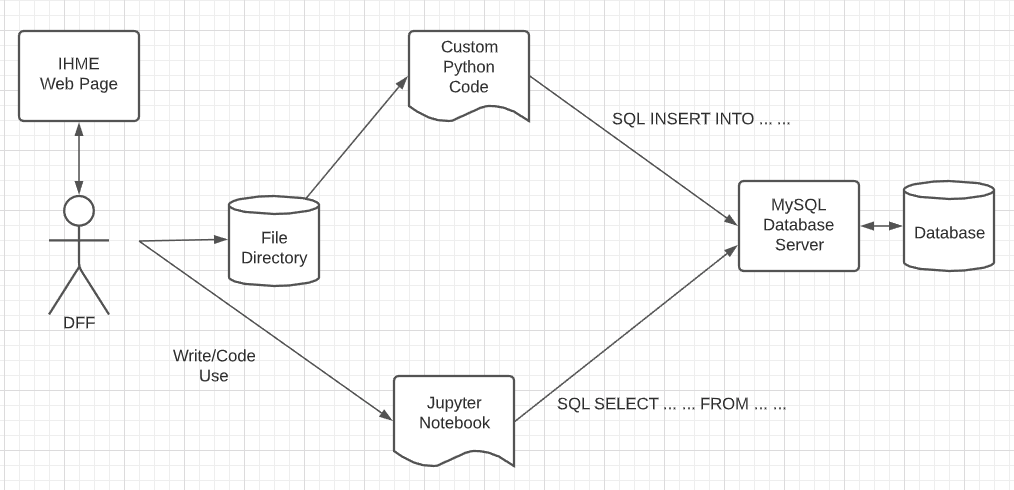 IHME
Web Page
Custom
Python
Code
SQL INSERT INTO ... ...
MySQL
Database
Server
Database
File
Directory
DFF
Write/Code
Use
Jupyter
Notebook
SQL SELECT ... ... FROM ... ...